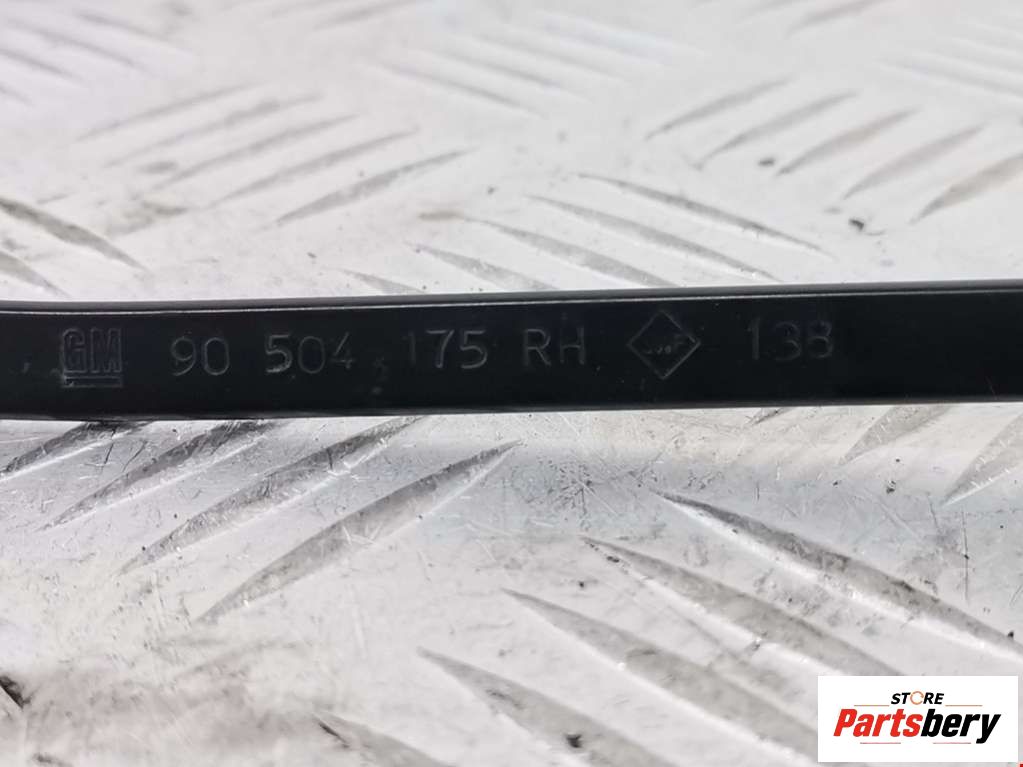 GM 90 504 175 RH 138
STORE
Partsbery